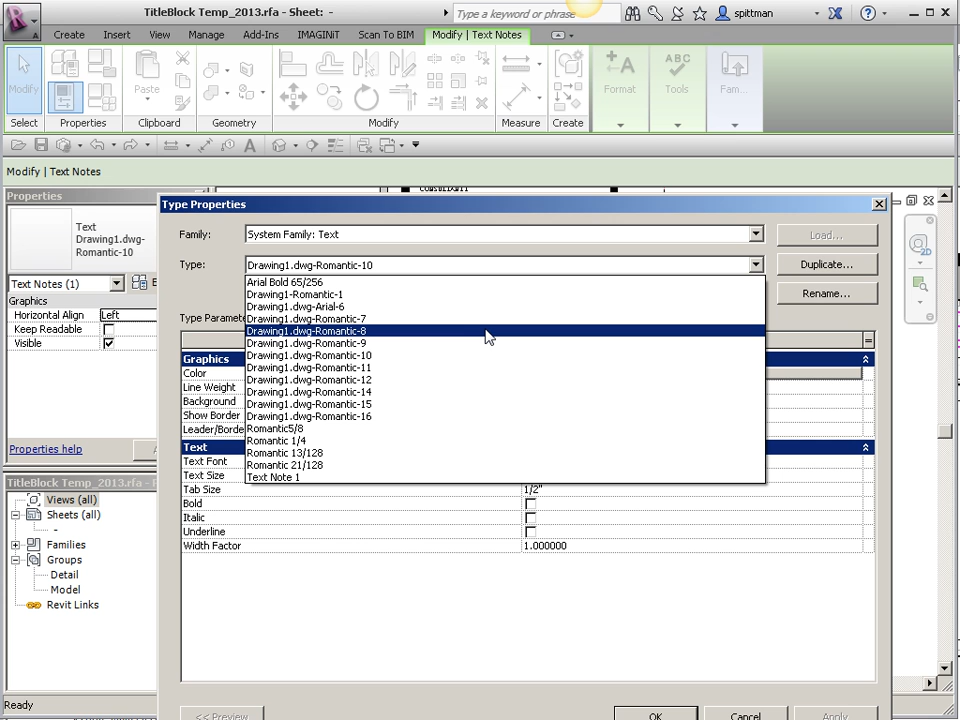 TitleBlock Temp_2013.rfa - Sheet: -
Type a keyword or phrase
spittman
Create Insert View Manage Add-Ins IMAGINiT Scan To BIM Modify | Text Notes
Modify
Paste
Format
ABC
Tools
Fam...
Select Properties Clipboard Geometry Modify Measure Create
Modify | Text Notes
Properties
Text
Drawing1.dwg-
Romantic-10
Text Notes (1)
Graphics
Horizontal Align Left
Keep Readable
Visible
Properties help
TitleBlock Temp_2013.rfa -
Views (all)
Sheets (all)
-
Families
Groups
Detail
Model
Revit Links
Ready
Type Properties
Family: System Family: Text Load...
Type: Drawing1.dwg-Romantic-10 Duplicate...
Rename...
Arial Bold 65/256
Drawing1-Romantic-1
Drawing1.dwg-Arial-6
Drawing1.dwg-Romantic-7
Drawing1.dwg-Romantic-8
Drawing1.dwg-Romantic-9
Drawing1.dwg-Romantic-10
Drawing1.dwg-Romantic-11
Drawing1.dwg-Romantic-12
Drawing1.dwg-Romantic-14
Drawing1.dwg-Romantic-15
Drawing1.dwg-Romantic-16
Romantic5/8
Romantic 1/4
Romantic 13/128
Romantic 21/128
Text Note 1
Type Paramet
Graphics
Color
Line Weight
Background
Show Border
Leader/Borde
Text
Text Font
Text Size
Tab Size 1/2"
Bold
Italic
Underline
Width Factor 1.000000
<< Preview OK Cancel Apply